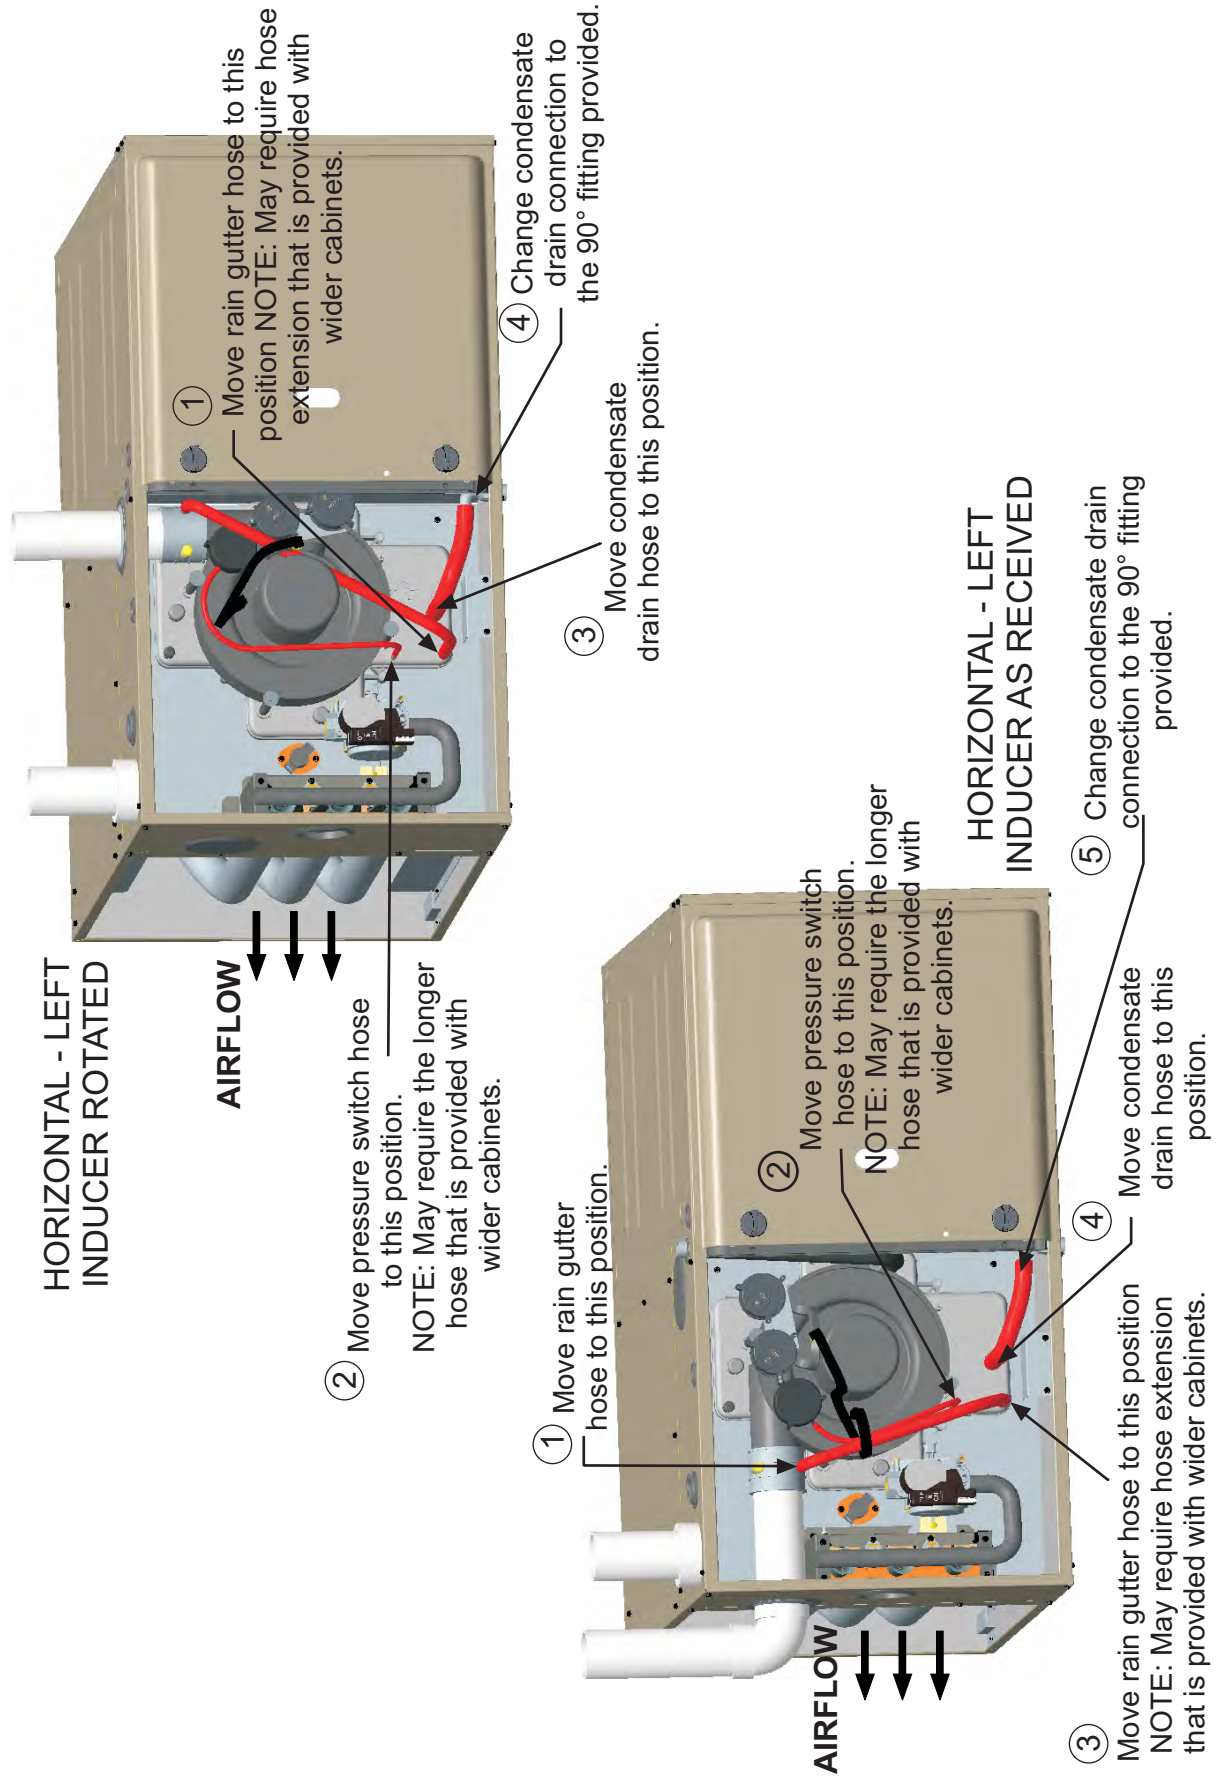 HORIZONTAL - LEFT
INDUCER ROTATED
AIRFLOW
1
Move rain gutter hose to this
position NOTE: May require hose
extension that is provided with
wider cabinets.
2
Move pressure switch hose
to this position.
NOTE: May require the longer
hose that is provided with
wider cabinets.
3
Move condensate
drain hose to this position.
4
Change condensate
drain connection to
the 90° fitting provided.
HORIZONTAL - LEFT
INDUCER AS RECEIVED
AIRFLOW
1
Move rain gutter
hose to this position.
2
Move pressure switch
hose to this position.
NOTE: May require the longer
hose that is provided with
wider cabinets.
3
Move rain gutter hose to this position
NOTE: May require hose extension
that is provided with wider cabinets.
4
Move condensate
drain hose to this
position.
5
Change condensate drain
connection to the 90° fitting
provided.